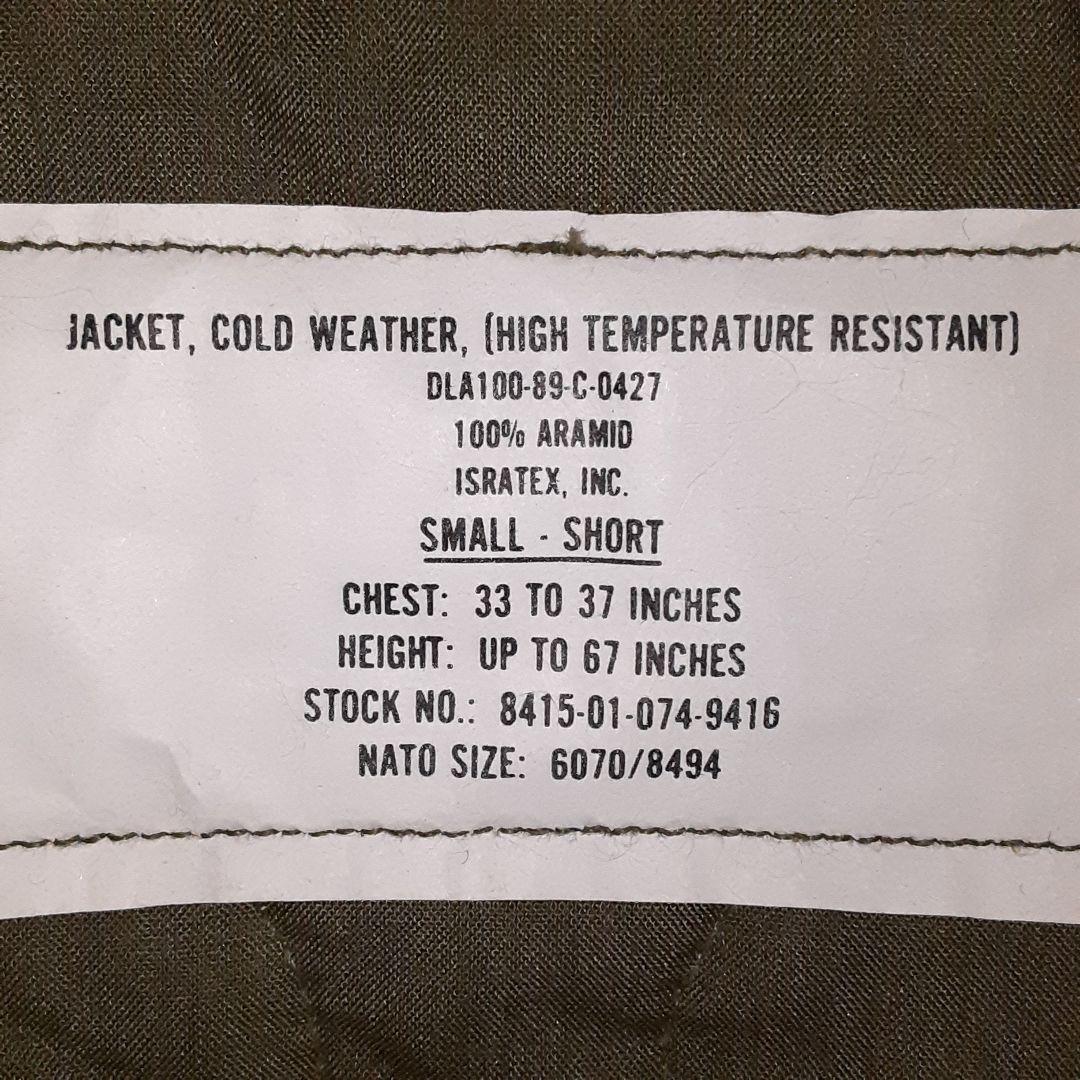 JACKET, COLD WEATHER, (HIGH TEMPERATURE RESISTANT)
DLA100-89-C-0427
100% ARAMID
ISRATEX, INC.
SMALL - SHORT
CHEST: 33 TO 37 INCHES
HEIGHT: UP TO 67 INCHES
STOCK NO.: 8415-01-074-9416
NATO SIZE: 6070/8494